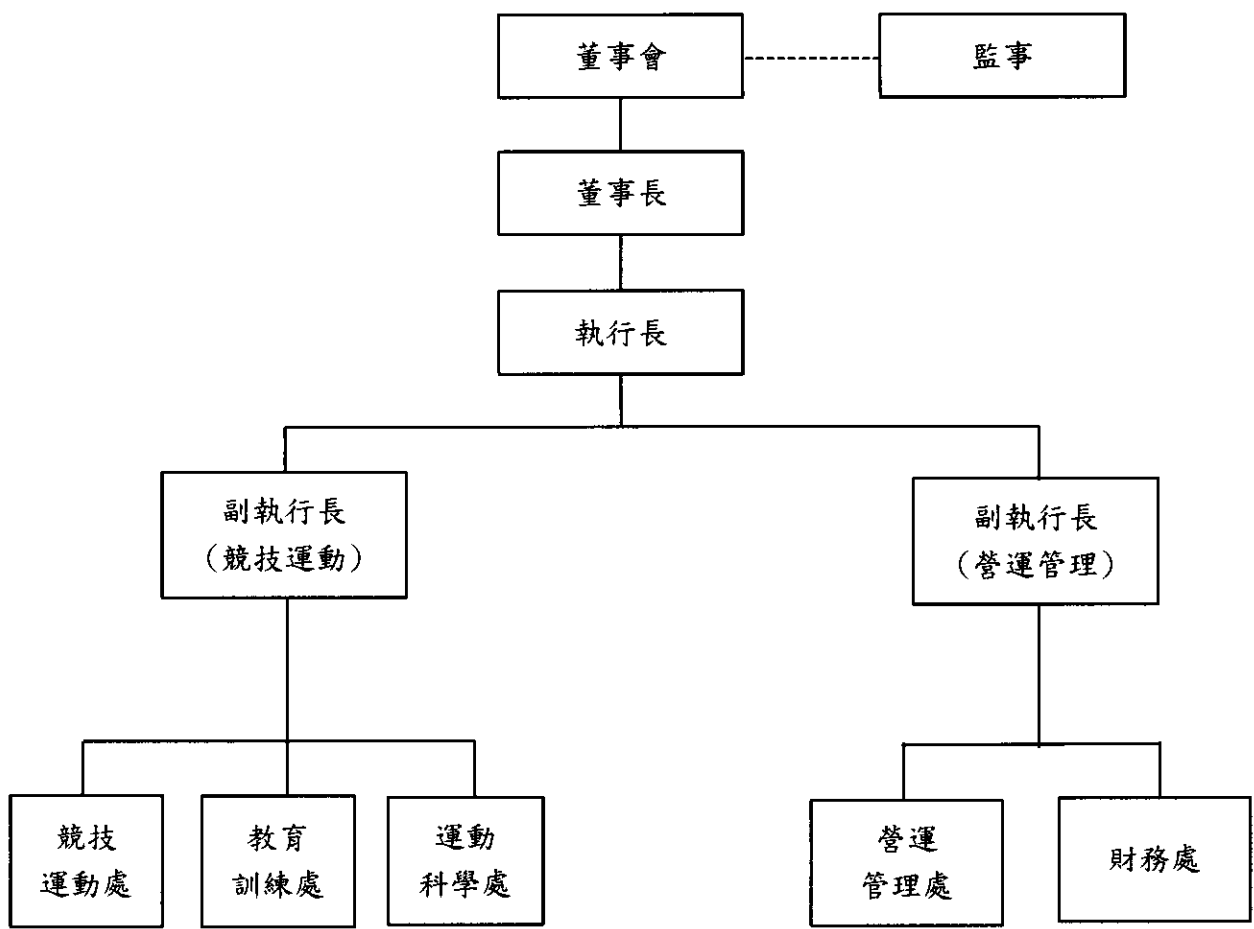 董事會
監事
董事長
執行長
副執行長
（競技運動）
副執行長
（營運管理）
競技
運動處
教育
訓練處
運動
科學處
營運
管理處
財務處